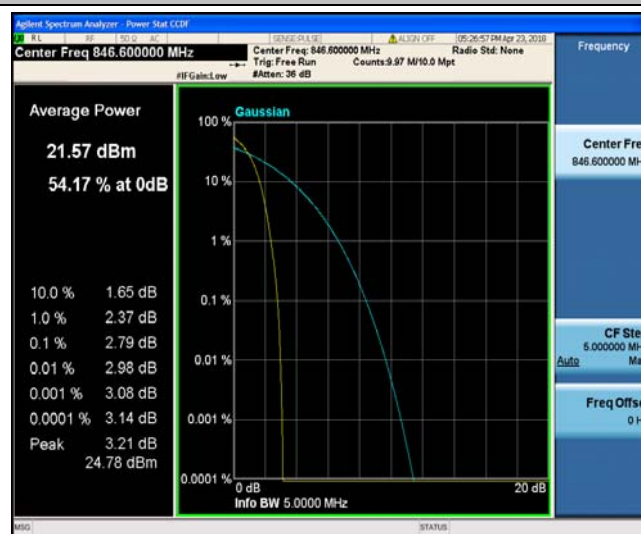 Agilent Spectrum Analyzer - Power Stat CCDF
RL RF 50 Ω AC SENSE:PULSE ALIGN OFF 05:26:57 PM Apr 23, 2018
Center Freq 846.600000 MHz
Center Freq: 846.600000 MHz Radio Std: None
Trig: Free Run Counts:9.97 M/10.0 Mpt
#IFGain:Low #Atten: 36 dB
Frequency
Average Power
21.57 dBm
54.17 % at 0dB
10.0 % 1.65 dB
1.0 % 2.37 dB
0.1 % 2.79 dB
0.01 % 2.98 dB
0.001 % 3.08 dB
0.0001 % 3.14 dB
Peak 3.21 dB
24.78 dBm
Gaussian
100 %
10 %
1 %
0.1 %
0.01 %
0.001 %
0.0001 %
0 dB 20 dB
Info BW 5.0000 MHz
Center Fre
846.600000 MH
CF Ste
5.000000 MH
Auto Ma
Freq Offse
0 H
MSG STATUS